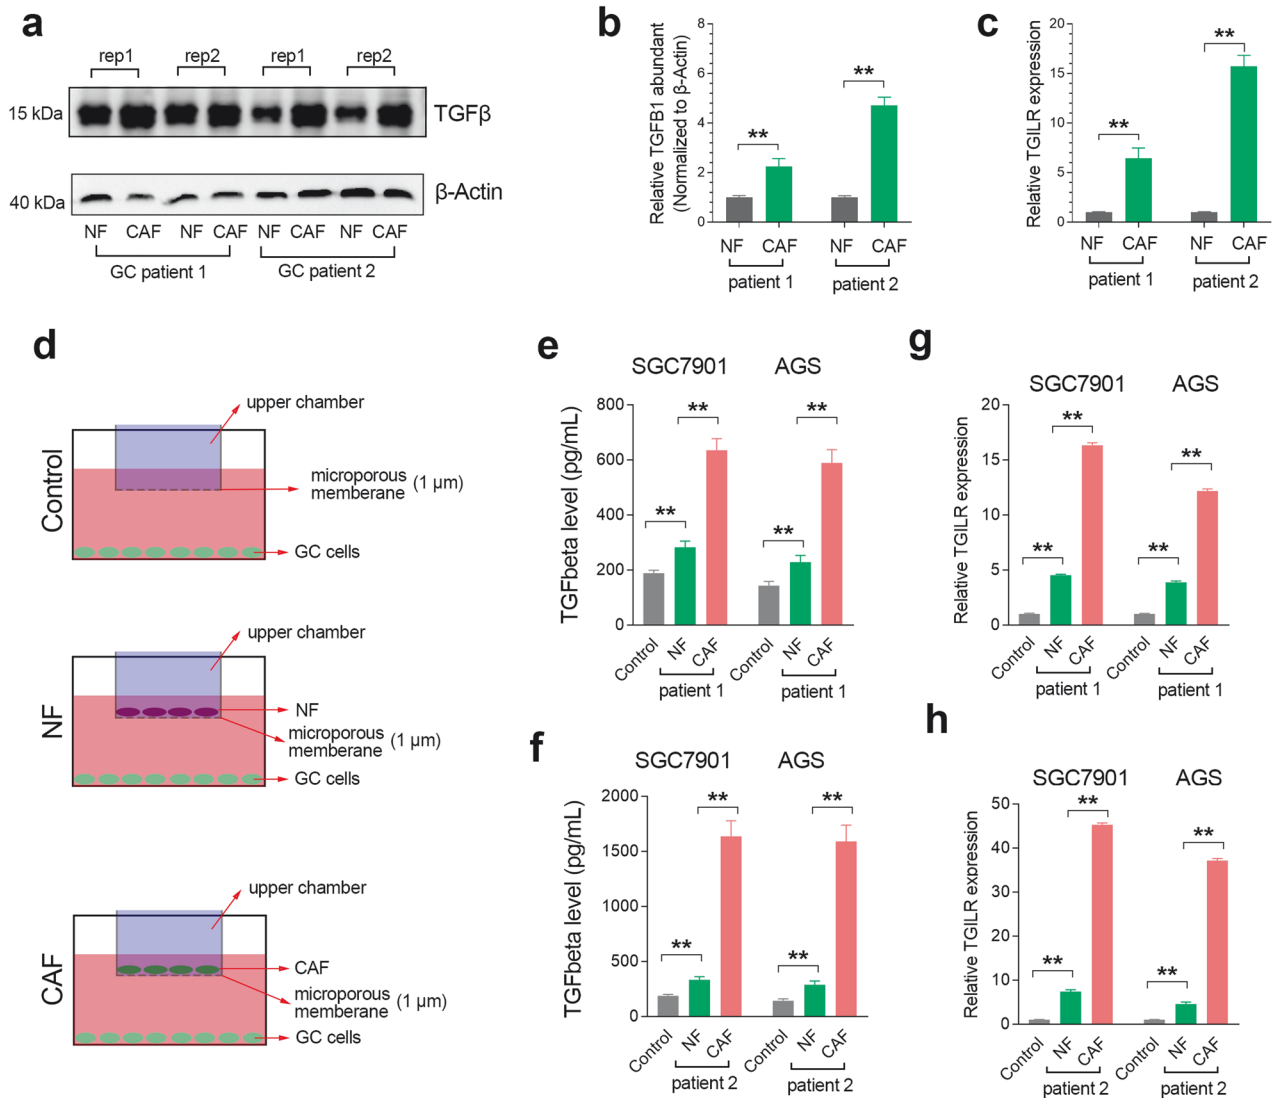 a
rep1 rep2 rep1 rep2
15 kDa
TGFβ
40 kDa
β-Actin
NF CAF NF CAF NF CAF NF CAF
GC patient 1 GC patient 2
b
Relative TGFB1 abundant
(Normalized to β-Actin)
8
6
4
2
0
**
**
NF CAF NF CAF
patient 1 patient 2
c
Relative TGILR expression
20
15
10
5
0
**
**
NF CAF NF CAF
patient 1 patient 2
d
Control
upper chamber
microporous
memberane (1 μm)
GC cells
NF
upper chamber
NF
microporous
memberane (1 μm)
GC cells
CAF
upper chamber
CAF
microporous
memberane (1 μm)
GC cells
e
SGC7901 AGS
TGFbeta level (pg/mL)
800
600
400
200
0
** **
** **
Control NF CAF Control NF CAF
patient 1 patient 1
f
SGC7901 AGS
TGFbeta level (pg/mL)
2000
1500
1000
500
0
** **
** **
Control NF CAF Control NF CAF
patient 2 patient 2
g
SGC7901 AGS
Relative TGILR expression
20
15
10
5
0
** **
** **
Control NF CAF Control NF CAF
patient 1 patient 1
h
SGC7901 AGS
Relative TGILR expression
50
40
30
20
10
0
** **
** **
Control NF CAF Control NF CAF
patient 2 patient 2